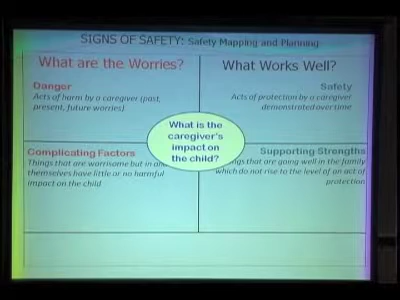 SIGNS OF SAFETY: Safety Mapping and Planning
What are the Worries?
Danger
Acts of harm by a caregiver (past,
present, future worries)
What Works Well?
Safety
Acts of protection by a caregiver
demonstrated over time
What is the
caregiver's
impact on
the child?
Complicating Factors
Things that are worrisome but in and
themselves have little or no harmful
impact on the child
Supporting Strengths
that are going well in the family
which do not rise to the level of an act of
protection